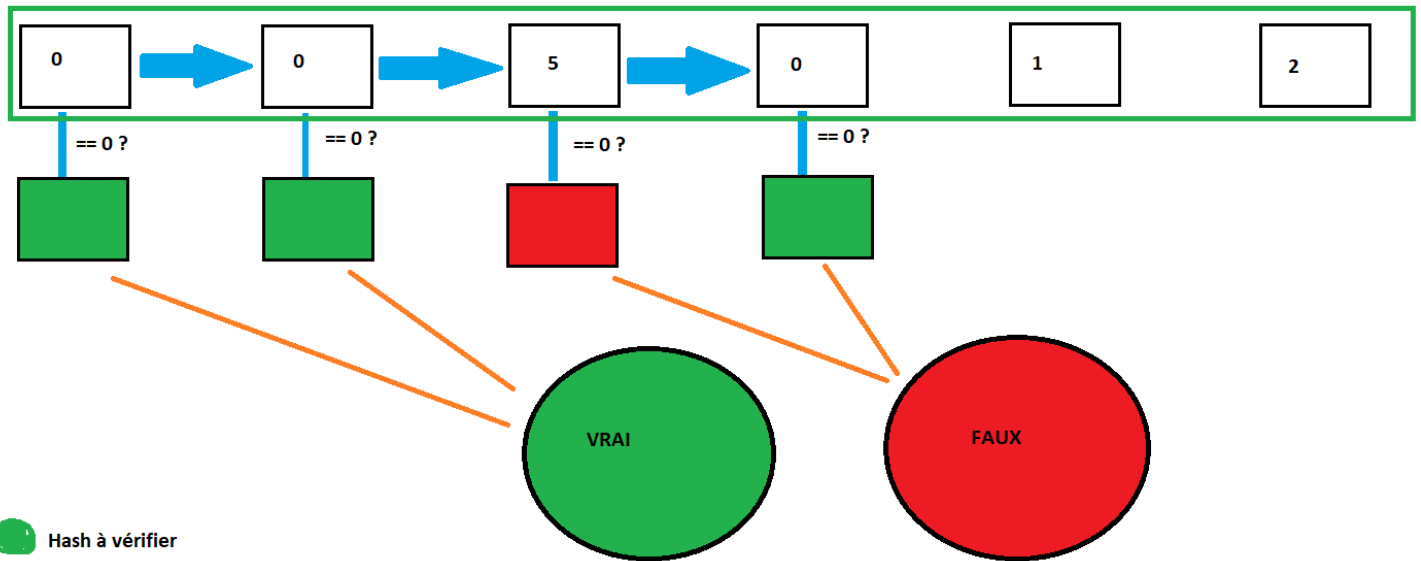 0 0 5 0 1 2
== 0 ? == 0 ? == 0 ? == 0 ?
VRAI FAUX
Hash à vérifier